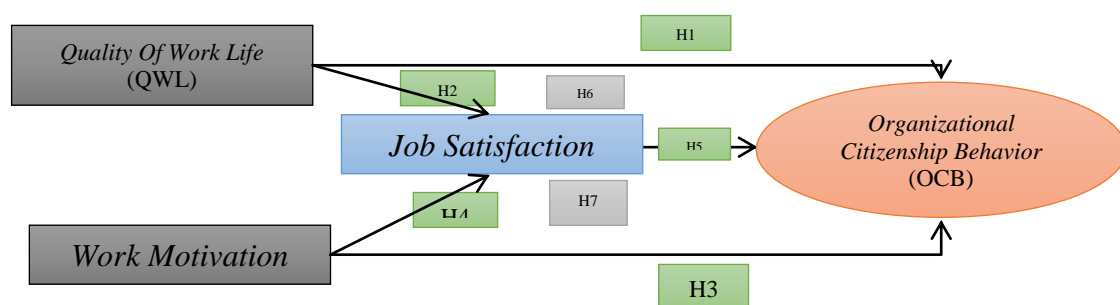 H1
Quality Of Work Life
(QWL)
H2
H6
Job Satisfaction
H5
Organizational
Citizenship Behavior
(OCB)
H7
H4
Work Motivation
H3